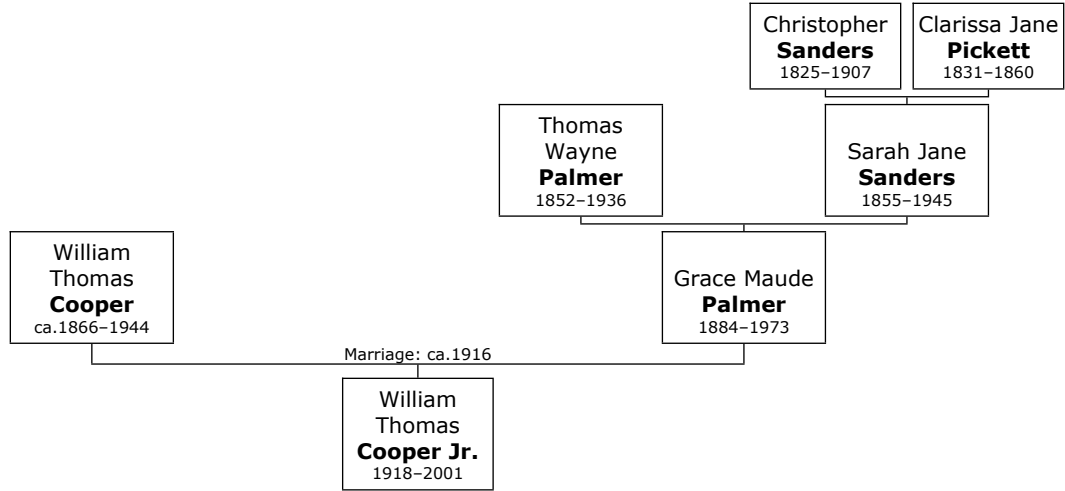 Christopher
Sanders
1825–1907
Clarissa Jane
Pickett
1831–1860
Thomas
Wayne
Palmer
1852–1936
Sarah Jane
Sanders
1855–1945
William
Thomas
Cooper
ca.1866–1944
Grace Maude
Palmer
1884–1973
Marriage: ca.1916
William
Thomas
Cooper Jr.
1918–2001